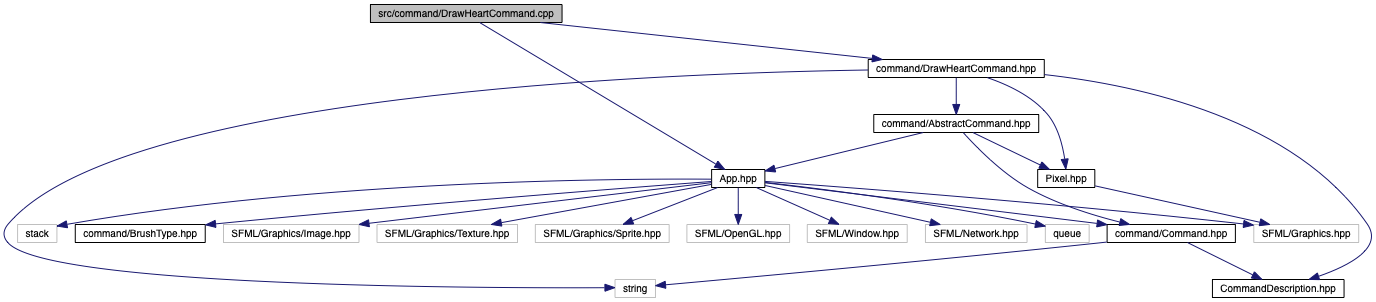 src/command/DrawHeartCommand.cpp
command/DrawHeartCommand.hpp
command/AbstractCommand.hpp
App.hpp
Pixel.hpp
stack
command/BrushType.hpp
SFML/Graphics/Image.hpp
SFML/Graphics/Texture.hpp
SFML/Graphics/Sprite.hpp
SFML/OpenGL.hpp
SFML/Window.hpp
SFML/Network.hpp
queue
command/Command.hpp
SFML/Graphics.hpp
string
CommandDescription.hpp